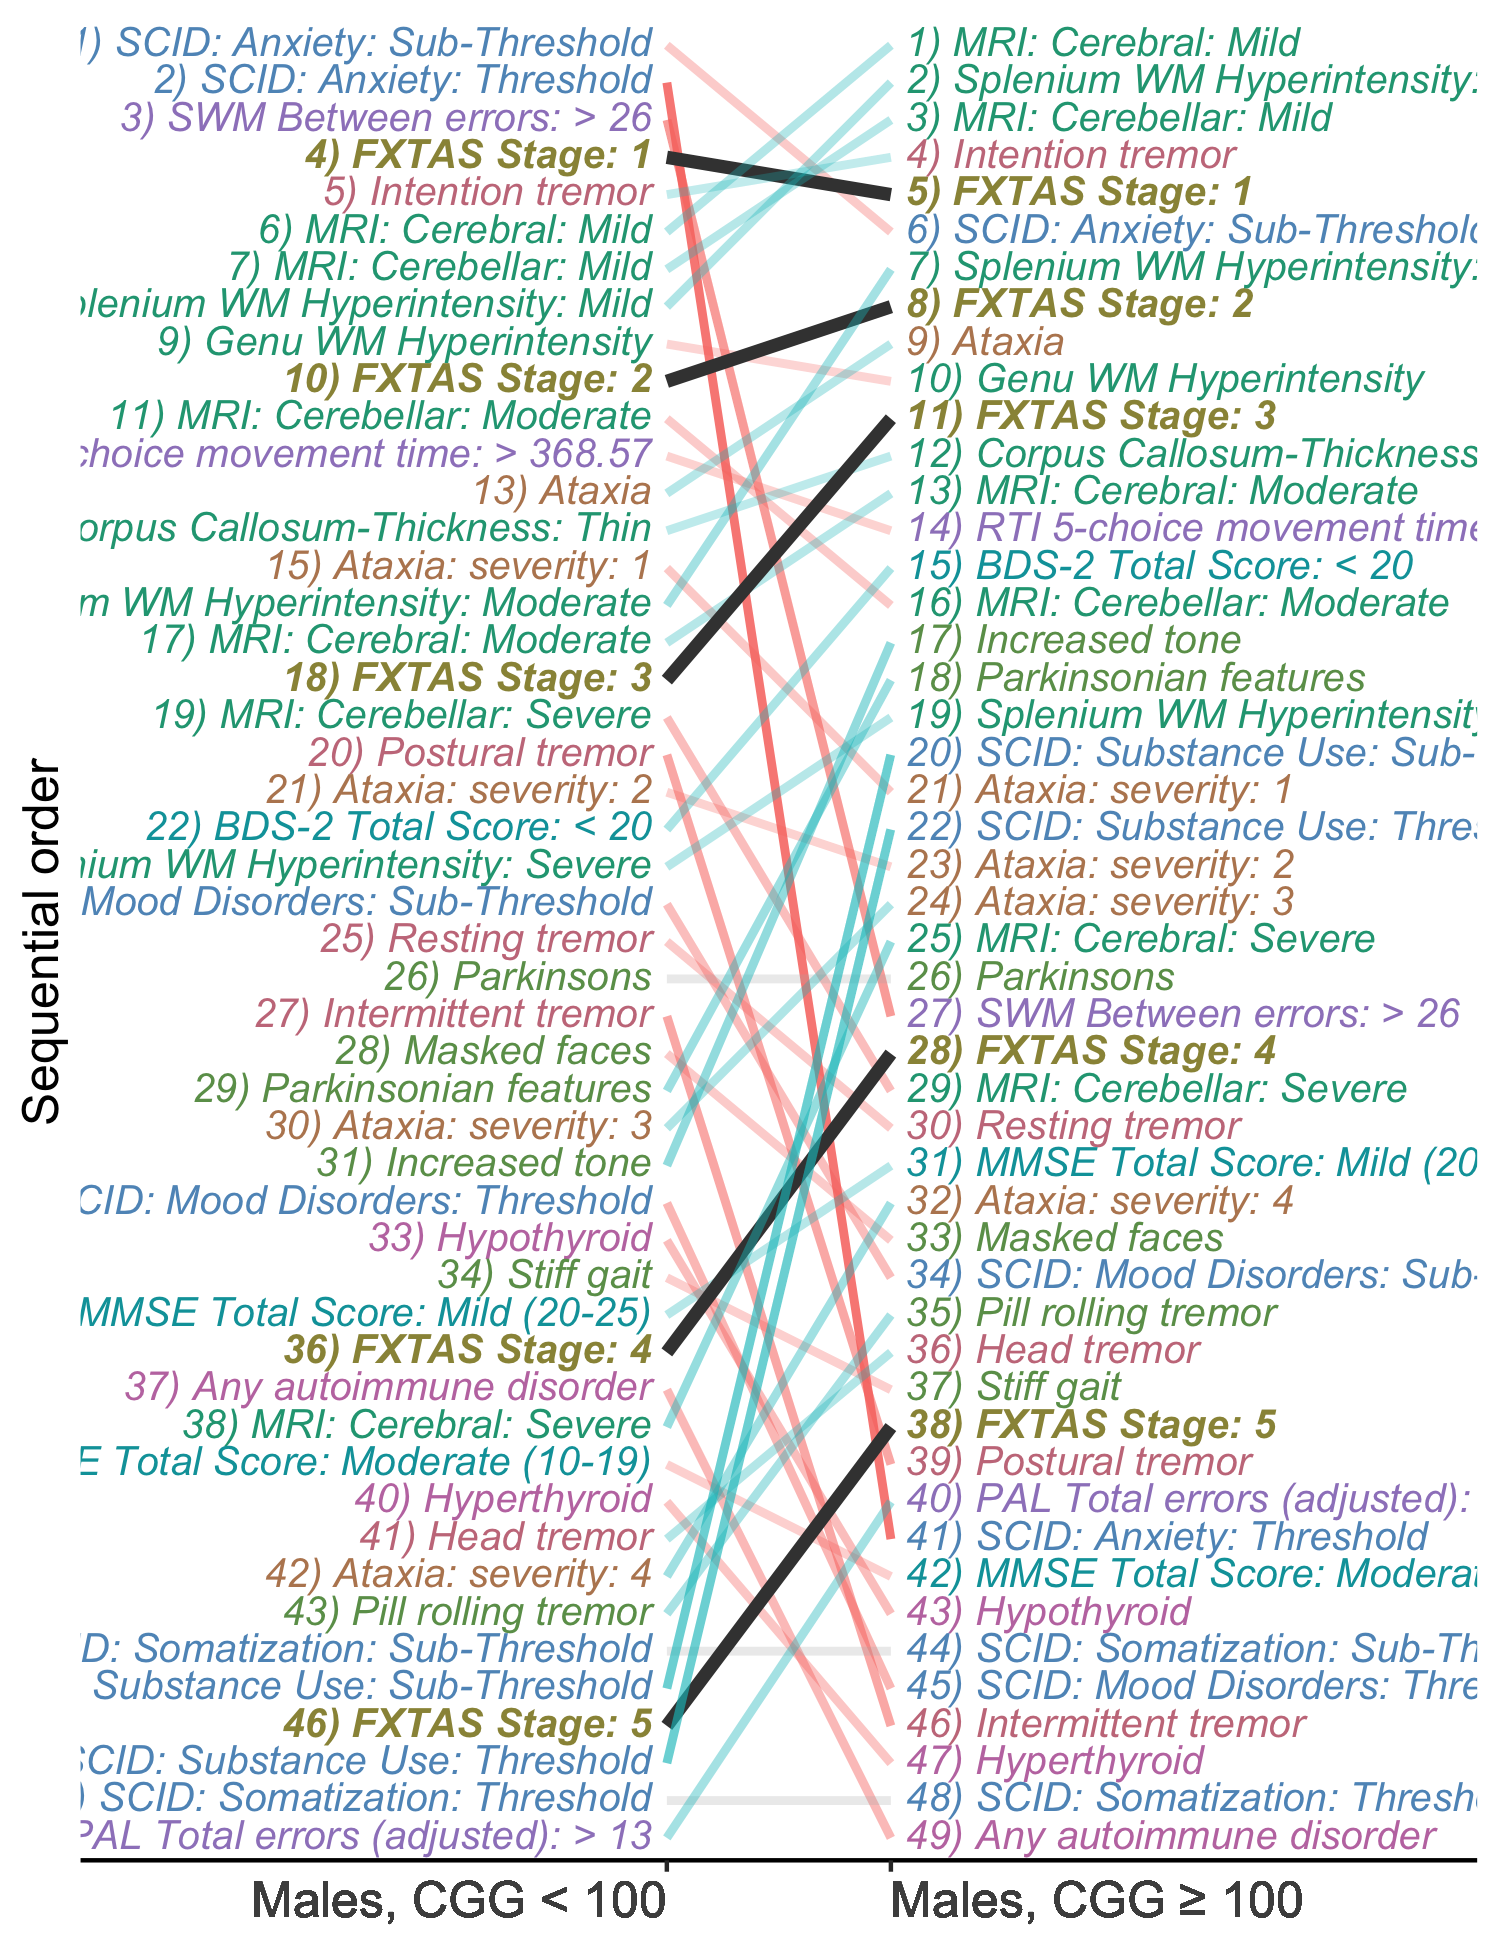 1) SCID: Anxiety: Sub-Threshold
2) SCID: Anxiety: Threshold
3) SWM Between errors: > 26
4) FXTAS Stage: 1
5) Intention tremor
6) MRI: Cerebral: Mild
7) MRI: Cerebellar: Mild
plenium WM Hyperintensity: Mild
9) Genu WM Hyperintensity
10) FXTAS Stage: 2
11) MRI: Cerebellar: Moderate
choice movement time: > 368.57
13) Ataxia
orpus Callosum-Thickness: Thin
15) Ataxia: severity: 1
m WM Hyperintensity: Moderate
17) MRI: Cerebral: Moderate
18) FXTAS Stage: 3
19) MRI: Cerebellar: Severe
20) Postural tremor
21) Ataxia: severity: 2
22) BDS-2 Total Score: < 20
nium WM Hyperintensity: Severe
Mood Disorders: Sub-Threshold
25) Resting tremor
26) Parkinsons
27) Intermittent tremor
28) Masked faces
29) Parkinsonian features
30) Ataxia: severity: 3
31) Increased tone
CID: Mood Disorders: Threshold
33) Hypothyroid
34) Stiff gait
MMSE Total Score: Mild (20-25)
36) FXTAS Stage: 4
37) Any autoimmune disorder
38) MRI: Cerebral: Severe
E Total Score: Moderate (10-19)
40) Hyperthyroid
41) Head tremor
42) Ataxia: severity: 4
43) Pill rolling tremor
ID: Somatization: Sub-Threshold
Substance Use: Sub-Threshold
46) FXTAS Stage: 5
SCID: Substance Use: Threshold
) SCID: Somatization: Threshold
PAL Total errors (adjusted): > 13
1) MRI: Cerebral: Mild
2) Splenium WM Hyperintensity:
3) MRI: Cerebellar: Mild
4) Intention tremor
5) FXTAS Stage: 1
6) SCID: Anxiety: Sub-Threshold
7) Splenium WM Hyperintensity:
8) FXTAS Stage: 2
9) Ataxia
10) Genu WM Hyperintensity
11) FXTAS Stage: 3
12) Corpus Callosum-Thickness
13) MRI: Cerebral: Moderate
14) RTI 5-choice movement time
15) BDS-2 Total Score: < 20
16) MRI: Cerebellar: Moderate
17) Increased tone
18) Parkinsonian features
19) Splenium WM Hyperintensity
20) SCID: Substance Use: Sub-
21) Ataxia: severity: 1
22) SCID: Substance Use: Thres
23) Ataxia: severity: 2
24) Ataxia: severity: 3
25) MRI: Cerebral: Severe
26) Parkinsons
27) SWM Between errors: > 26
28) FXTAS Stage: 4
29) MRI: Cerebellar: Severe
30) Resting tremor
31) MMSE Total Score: Mild (20
32) Ataxia: severity: 4
33) Masked faces
34) SCID: Mood Disorders: Sub-
35) Pill rolling tremor
36) Head tremor
37) Stiff gait
38) FXTAS Stage: 5
39) Postural tremor
40) PAL Total errors (adjusted):
41) SCID: Anxiety: Threshold
42) MMSE Total Score: Moderat
43) Hypothyroid
44) SCID: Somatization: Sub-Th
45) SCID: Mood Disorders: Thre
46) Intermittent tremor
47) Hyperthyroid
48) SCID: Somatization: Thresho
49) Any autoimmune disorder
Sequential order
Males, CGG < 100
Males, CGG ≥ 100